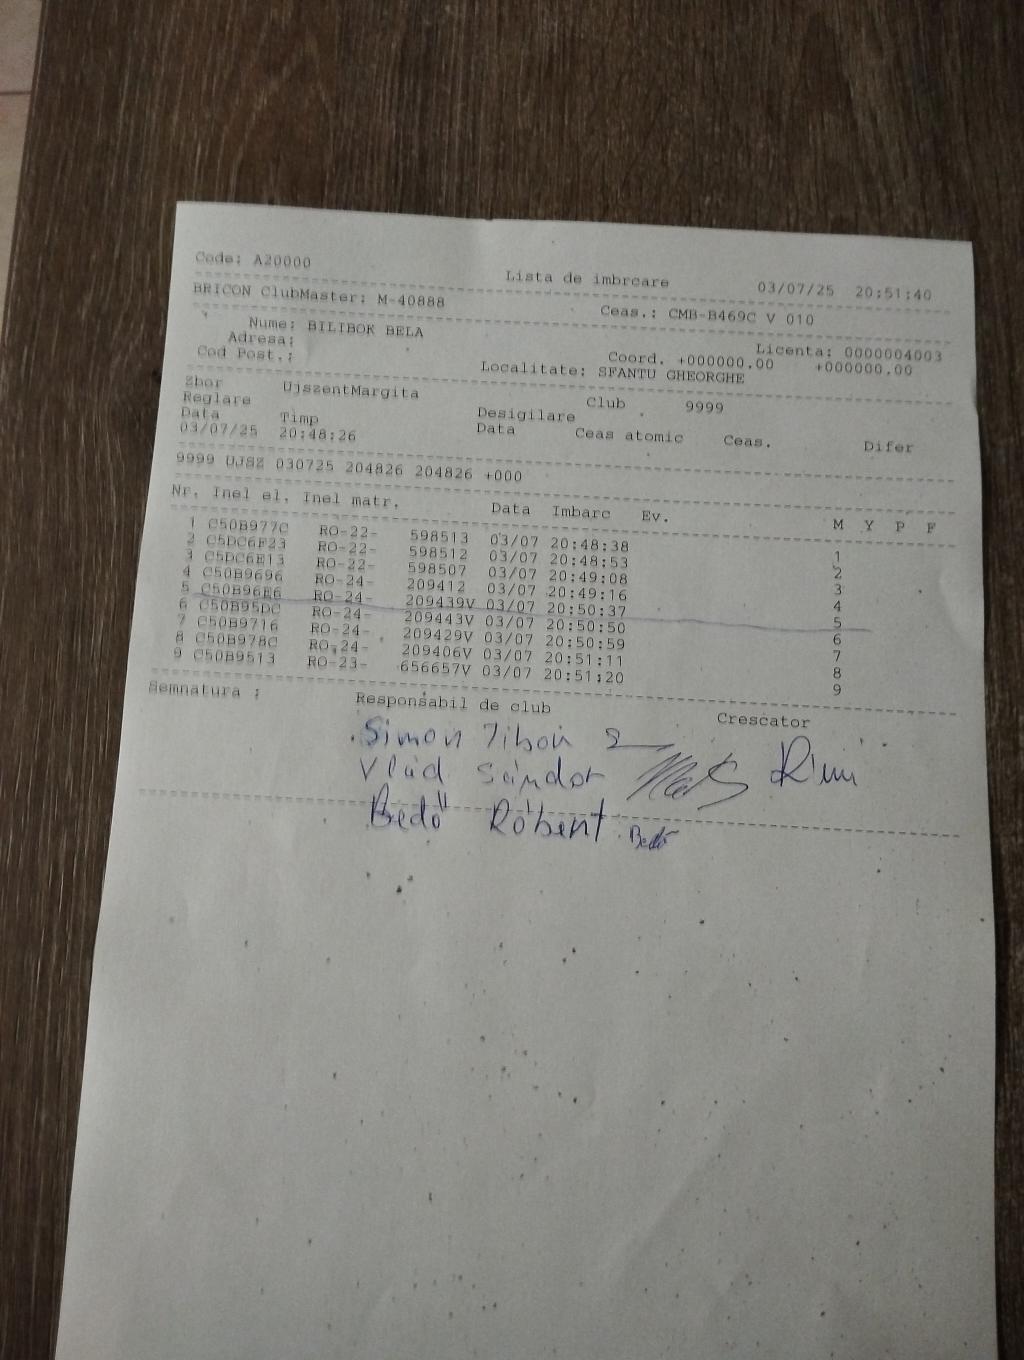 Code: A20000 Lista de imbrcare 03/07/25 20:51:40
BRICON ClubMaster: M-40888 Ceas.: CMB-B469C V 010
Nume: BILIBOK BELA Licenta: 0000004003
Adresa: Coord. +000000.00 +000000.00
Cod Post.: Localitate: SFANTU GHEORGHE
Zbor UjszentMargita Club 9999
Reglare Desigilare
Data Timp Data Ceas atomic Ceas. Difer
03/07/25 20:48:26
9999 UJSZ 030725 204826 204826 +000
Nr. Inel el. Inel matr. Data Imbarc Ev. M Y P F
1 C50B977C RO-22- 598513 03/07 20:48:38 1
2 C5DC6F23 RO-22- 598512 03/07 20:48:53 2
3 C5DC6E13 RO-22- 598507 03/07 20:49:08 3
4 C50B9696 RO-24- 209412 03/07 20:49:16 4
5 C50B96E6 RO-24- 209439V 03/07 20:50:37 5
6 C50B95DC RO-24- 209443V 03/07 20:50:50 6
7 C50B9716 RO-24- 209429V 03/07 20:50:59 7
8 C50B978C RO-24- 209406V 03/07 20:51:11 8
9 C50B9513 RO-23- 656657V 03/07 20:51:20 9
Semnatura : Responsabil de club Crescator
Simon Tibor
Vlád Sándor
Bedő Róbert Bedő